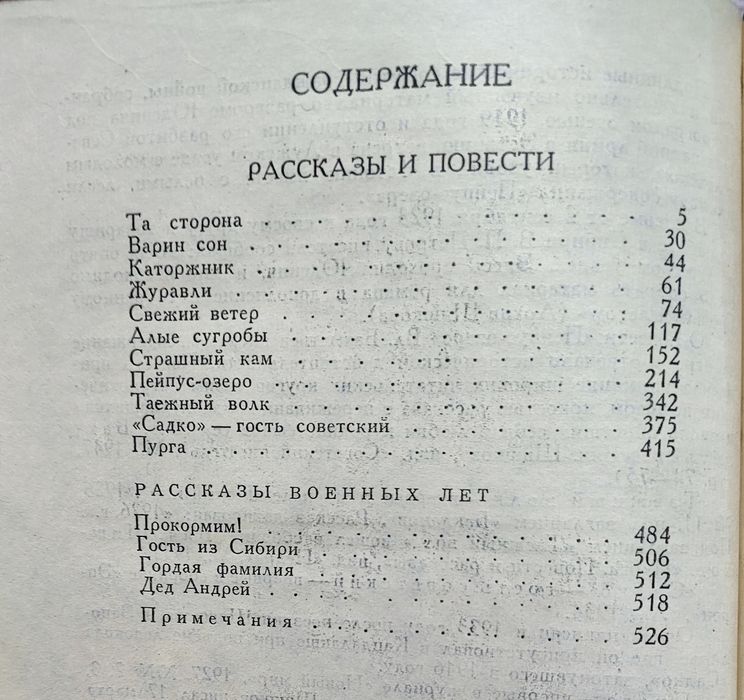 СОДЕРЖАНИЕ
РАССКАЗЫ И ПОВЕСТИ
Та сторона 5
Варин сон 30
Каторжник 44
Журавли 61
Свежий ветер 74
Алые сугробы 117
Страшный кам 152
Пейпус-озеро 214
Таежный волк 342
«Садко» — гость советский 375
Пурга 415
РАССКАЗЫ ВОЕННЫХ ЛЕТ
Прокормим! 484
Гость из Сибири 506
Гордая фамилия 512
Дед Андрей 518
Примечания 526